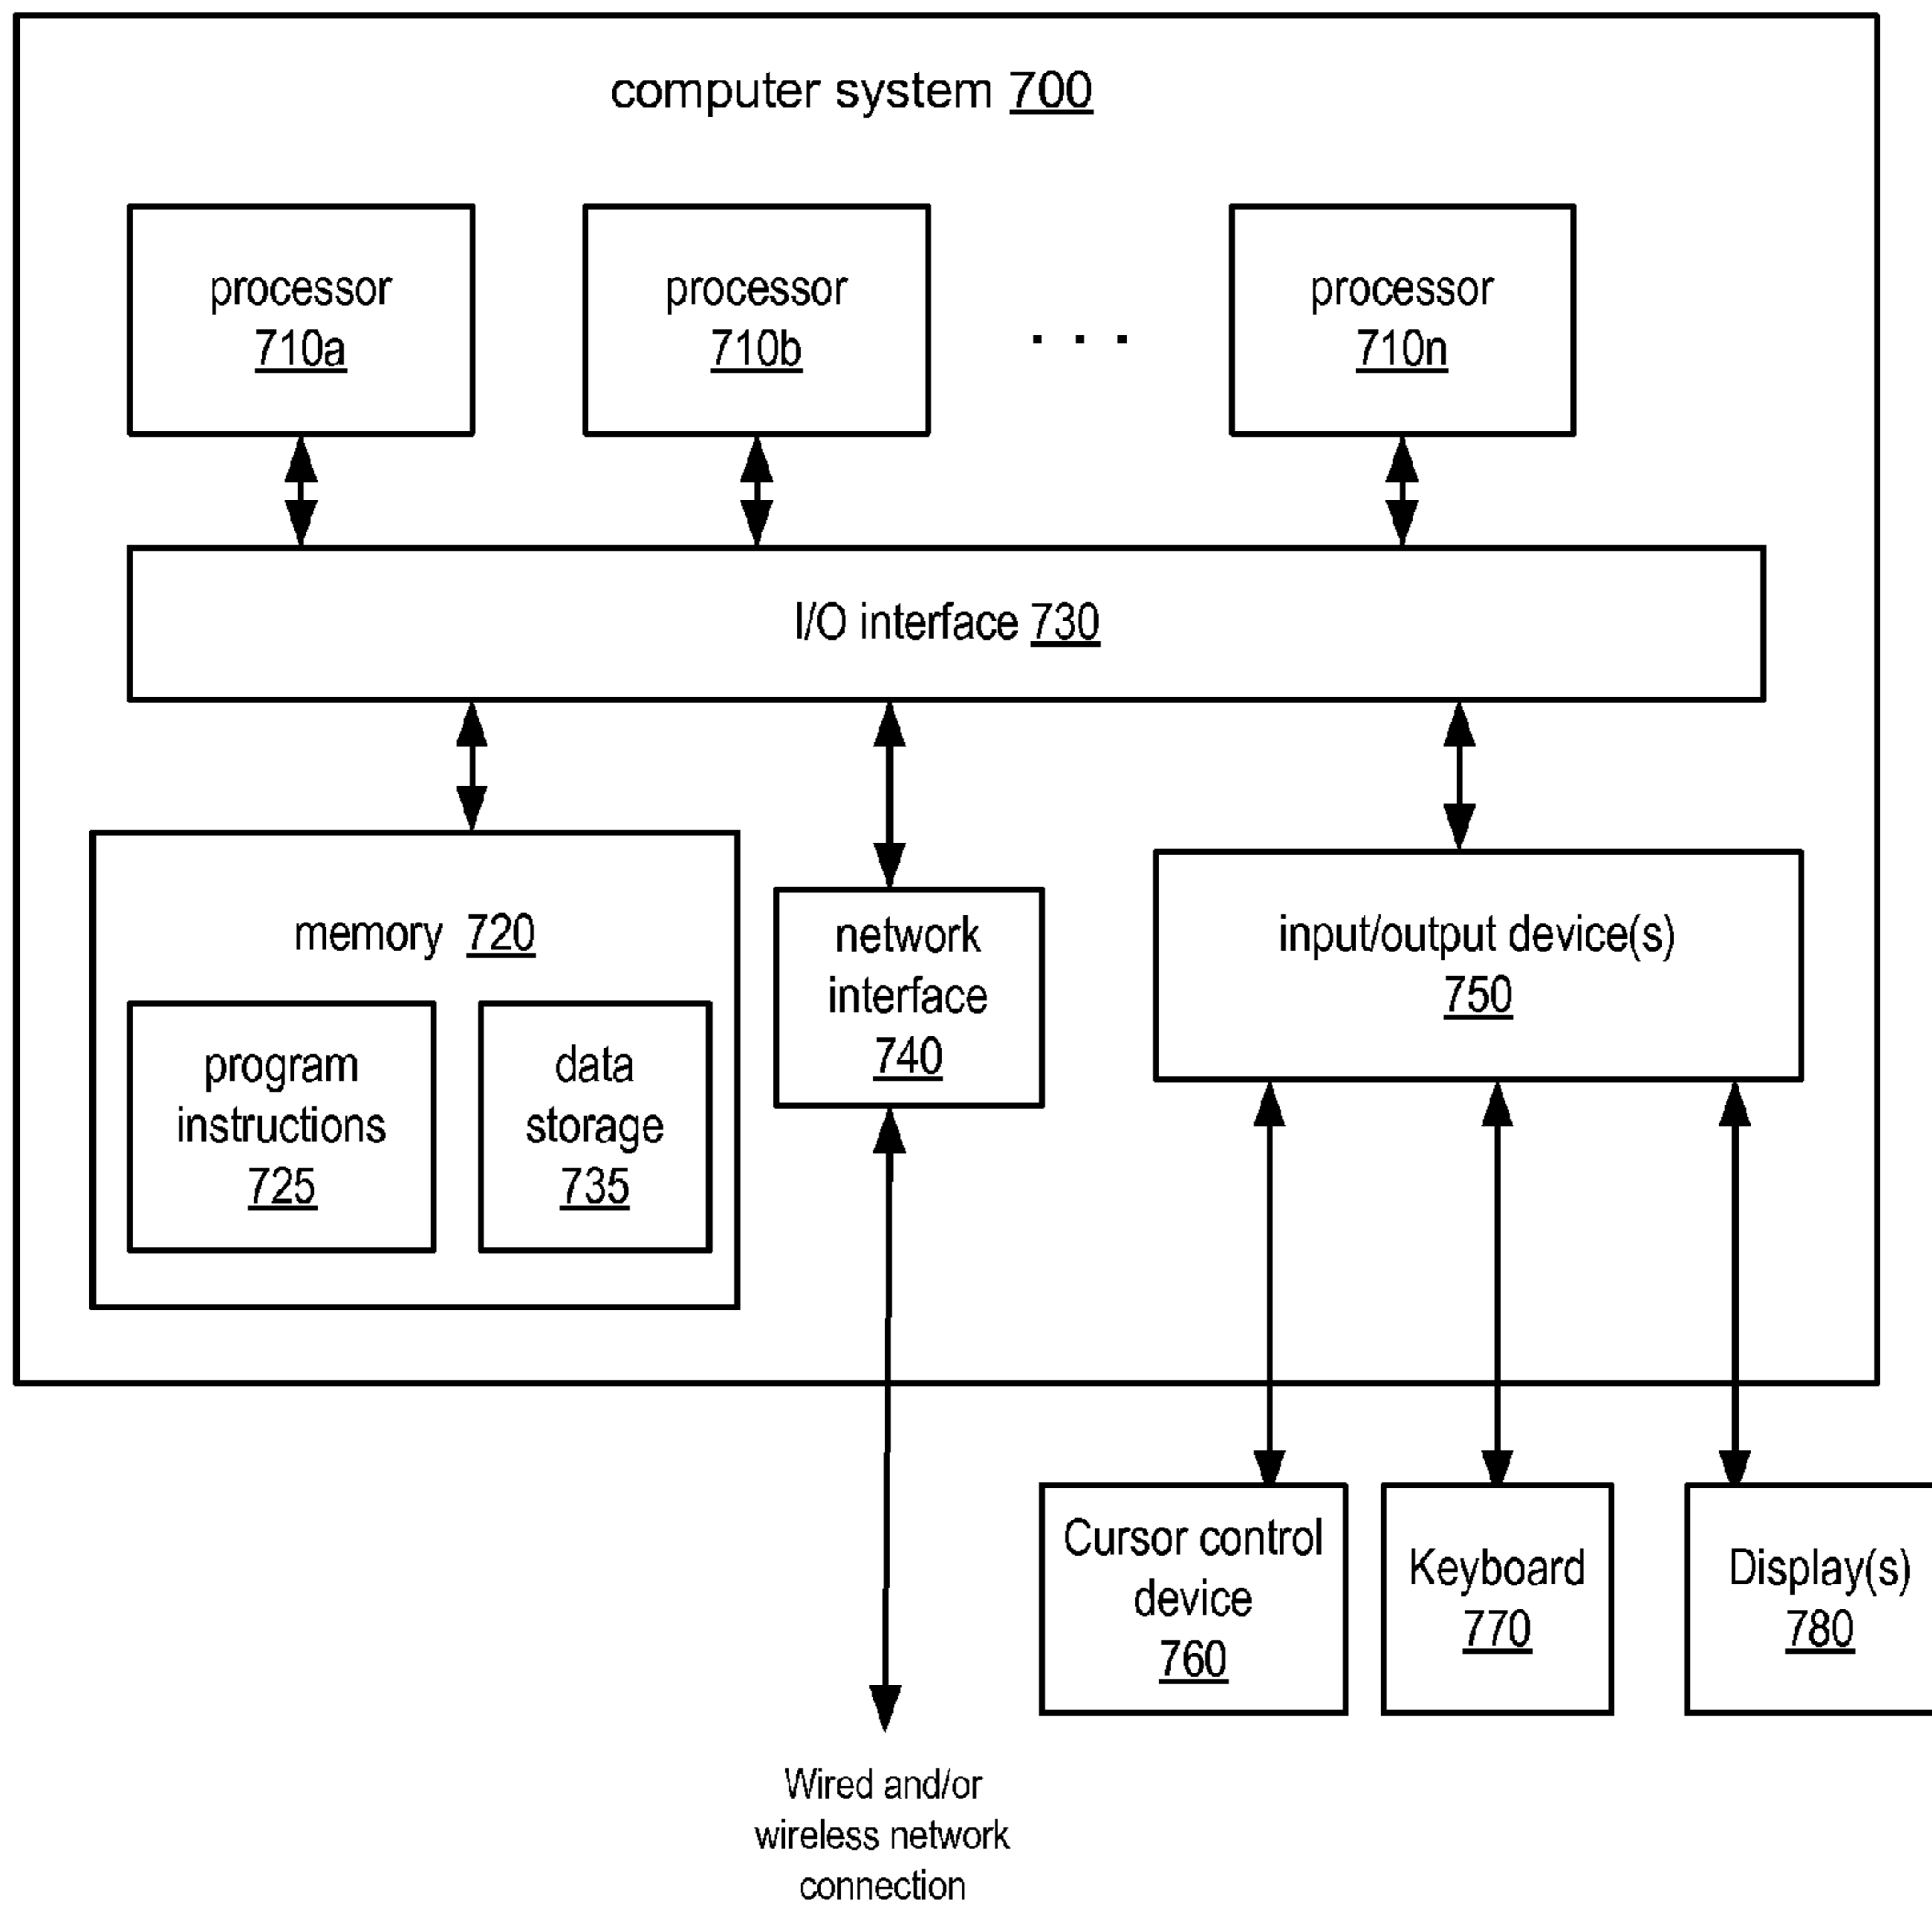 computer system 700
processor
710a
processor
710b
. . .
processor
710n
I/O interface 730
memory 720
program
instructions
725
data
storage
735
network
interface
740
input/output device(s)
750
Cursor control
device
760
Keyboard
770
Display(s)
780
Wired and/or
wireless network
connection